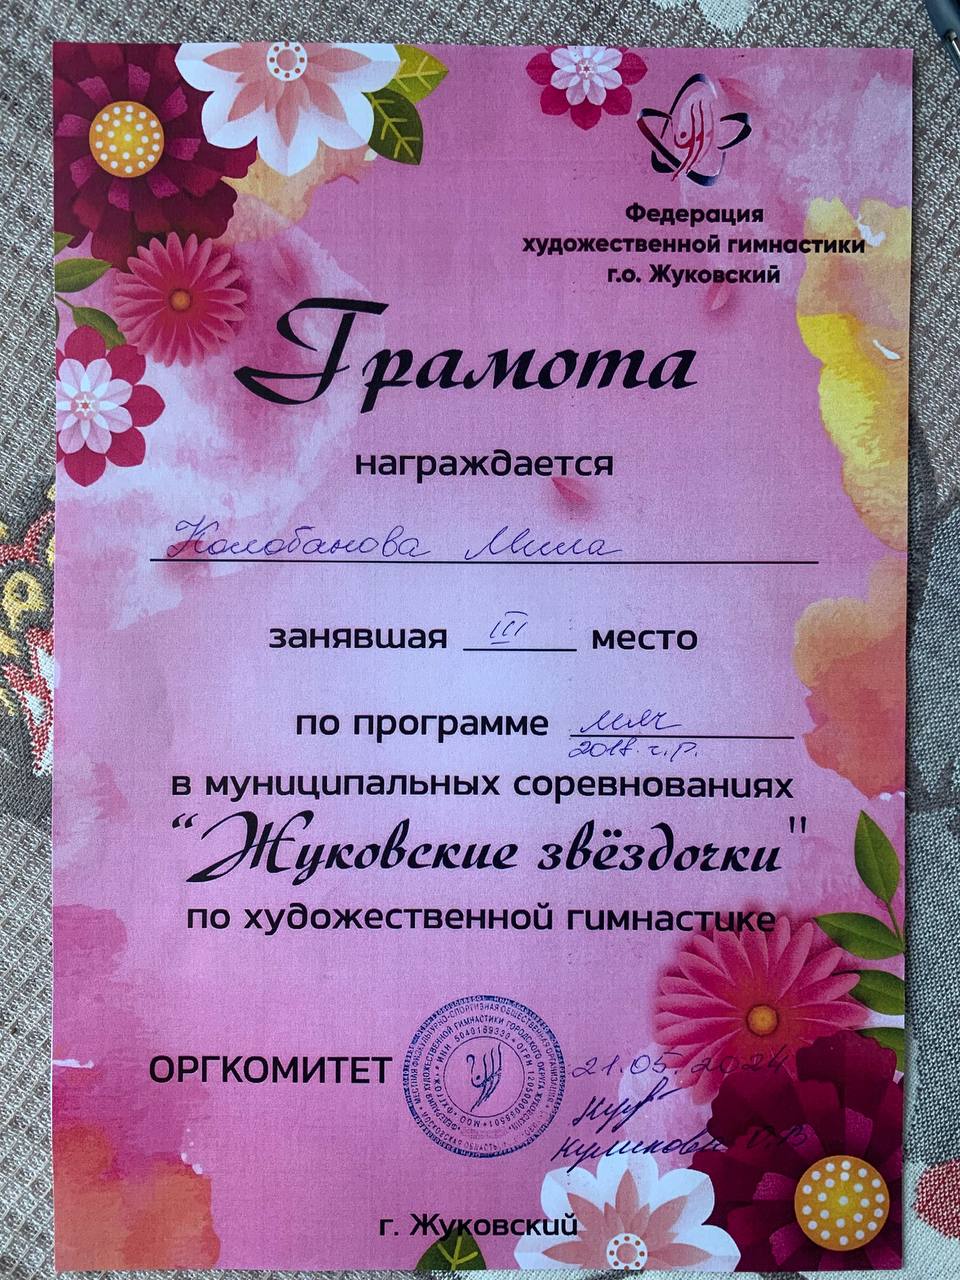 Федерация
художественной гимнастики
г.о. Жуковский
Грамота
награждается
Колобанова Мила
занявшая III место
по программе мяч
2018 г.р.
в муниципальных соревнованиях
"Жуковские звёздочки"
по художественной гимнастике
ОРГКОМИТЕТ
21.05.2024
г. Жуковский